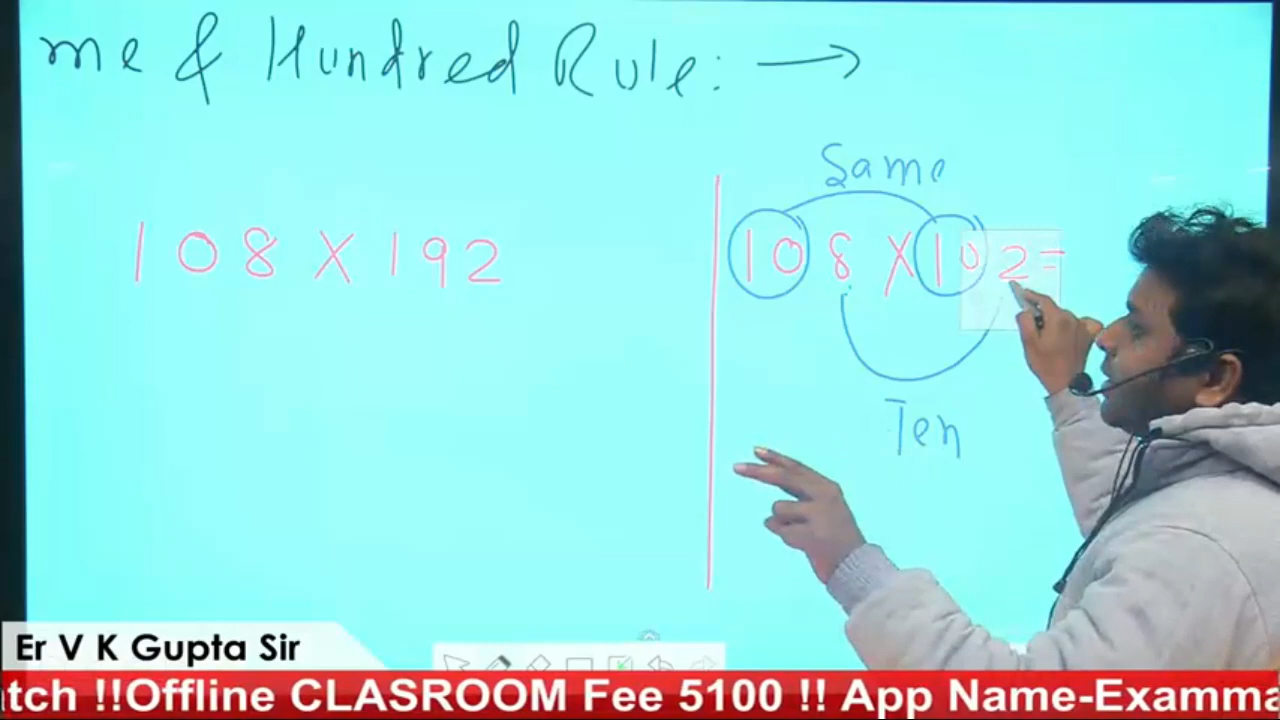 me & Hundred Rule: →
108 X 192
Same
108 X 102 =
Ten
Er V K Gupta Sir
atch !!Offline CLASROOM Fee 5100 !! App Name-Examma